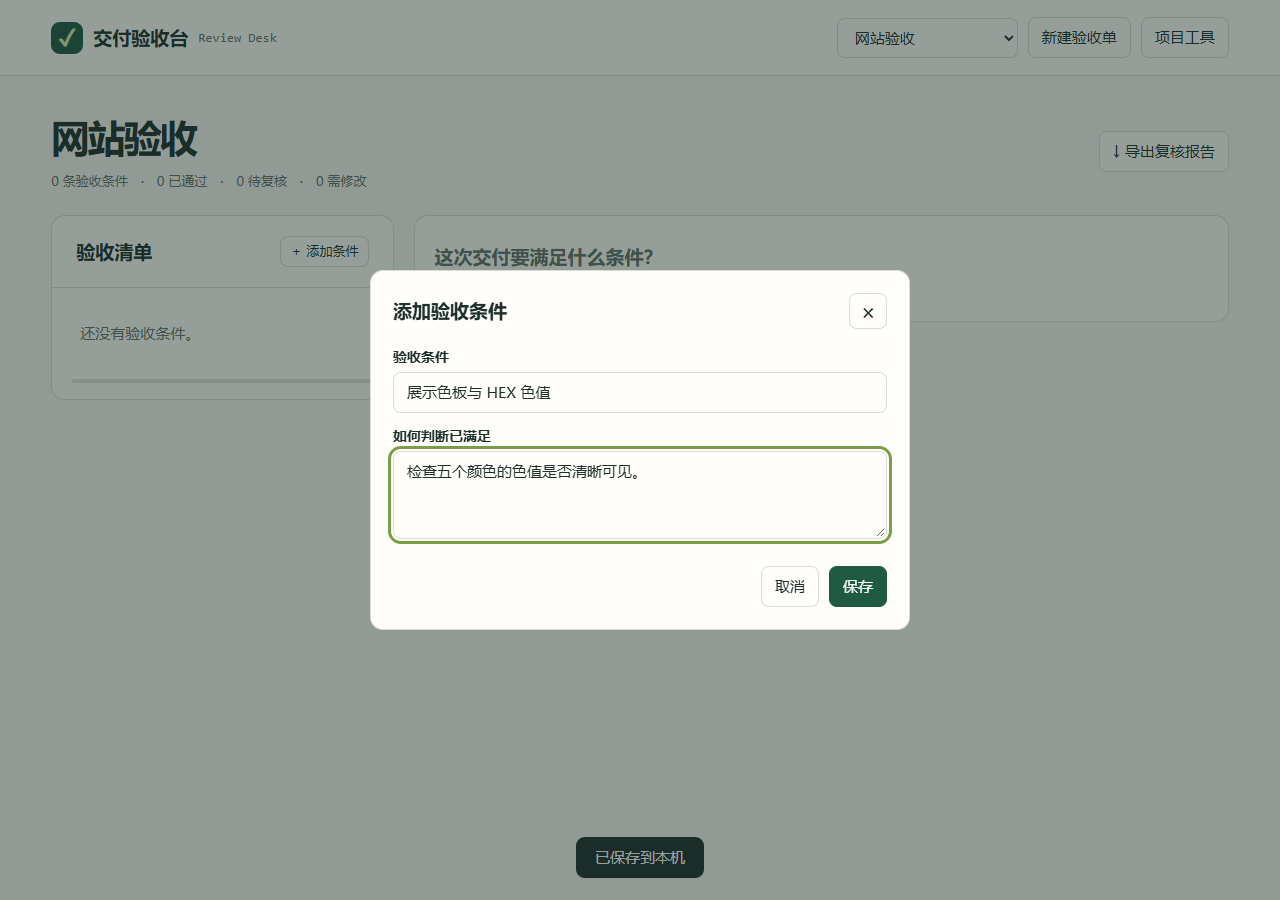 交付验收台 Review Desk
网站验收
新建验收单
项目工具
网站验收
0 条验收条件 · 0 已通过 · 0 待复核 · 0 需修改
↓导出复核报告
验收清单
+ 添加条件
还没有验收条件。
这次交付要满足什么条件？
添加验收条件
×
验收条件
展示色板与 HEX 色值
如何判断已满足
检查五个颜色的色值是否清晰可见。
取消
保存
已保存到本机